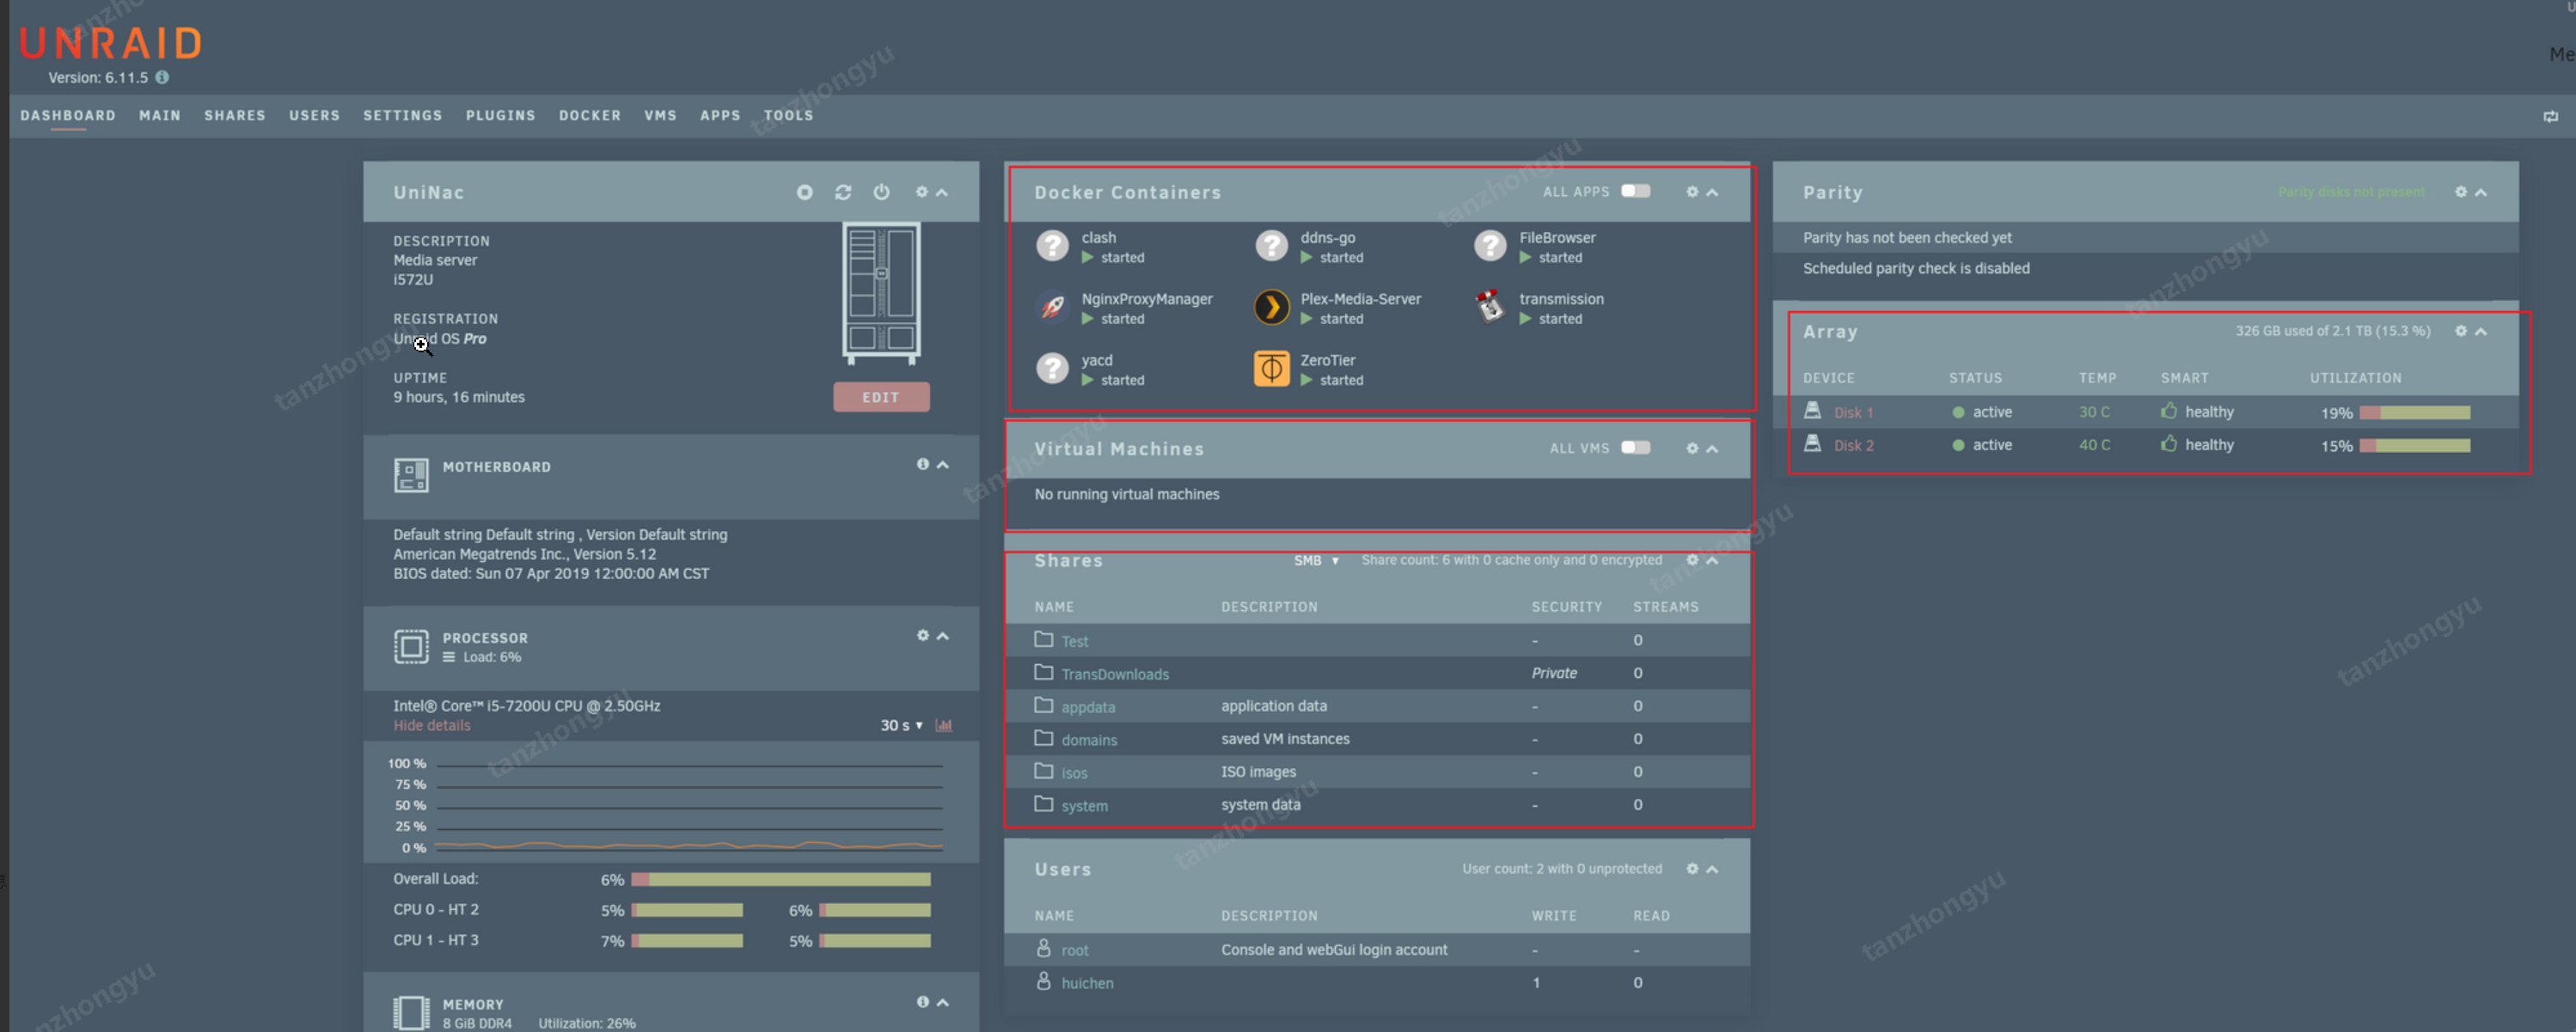 UNRAID
Version: 6.11.5
Me
DASHBOARD MAIN SHARES USERS SETTINGS PLUGINS DOCKER VMS APPS TOOLS
UniNac
DESCRIPTION
Media server
i572U
REGISTRATION
Unraid OS Pro
UPTIME
9 hours, 16 minutes
EDIT
MOTHERBOARD
Default string Default string , Version Default string
American Megatrends Inc., Version 5.12
BIOS dated: Sun 07 Apr 2019 12:00:00 AM CST
PROCESSOR
Load: 6%
Intel® Core™ i5-7200U CPU @ 2.50GHz
Hide details 30 s
100 %
75 %
50 %
25 %
0 %
Overall Load: 6%
CPU 0 - HT 2 5% 6%
CPU 1 - HT 3 7% 5%
MEMORY
8 GiB DDR4 Utilization: 26%
Docker Containers ALL APPS
clash
started
ddns-go
started
FileBrowser
started
NginxProxyManager
started
Plex-Media-Server
started
transmission
started
yacd
started
ZeroTier
started
Virtual Machines ALL VMS
No running virtual machines
Shares SMB Share count: 6 with 0 cache only and 0 encrypted
NAME DESCRIPTION SECURITY STREAMS
Test - 0
TransDownloads Private 0
appdata application data - 0
domains saved VM instances - 0
isos ISO images - 0
system system data - 0
Users User count: 2 with 0 unprotected
NAME DESCRIPTION WRITE READ
root Console and webGui login account - -
huichen 1 0
Parity Parity disks not present
Parity has not been checked yet
Scheduled parity check is disabled
Array 326 GB used of 2.1 TB (15.3 %)
DEVICE STATUS TEMP SMART UTILIZATION
Disk 1 active 30 C healthy 19%
Disk 2 active 40 C healthy 15%
tanzhongyu
tanzhongyu
tanzhongyu
tanzhongyu
tanzhongyu
tanzhongyu
tanzhongyu
tanzhongyu
tanzhongyu
tanzhongyu
tanzhongyu